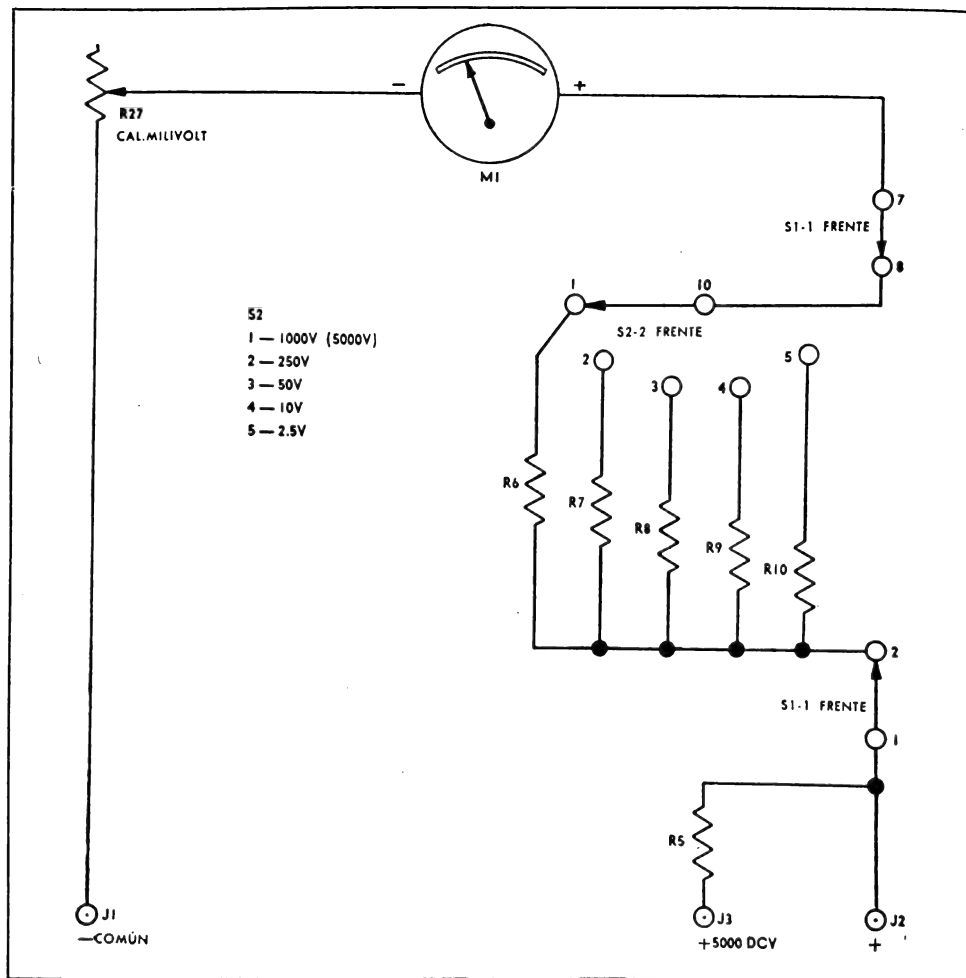 R27
CAL.MILIVOLT
−
+
M1
7
S1-1 FRENTE
8
1
10
S2-2 FRENTE
S2
1 — 1000V (5000V)
2 — 250V
3 — 50V
4 — 10V
5 — 2.5V
2
3
4
5
R6
R7
R8
R9
R10
2
S1-1 FRENTE
1
R5
J1
—COMÚN
J3
+5000 DCV
J2
+